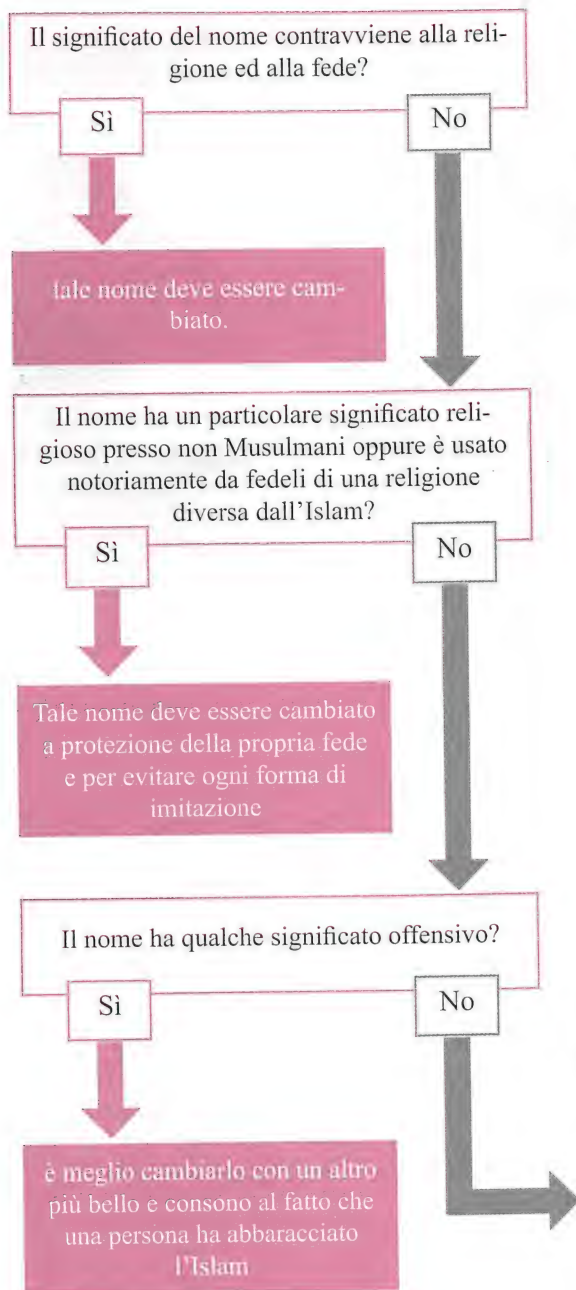 Il significato del nome contravviene alla reli-
gione ed alla fede?
Sì
No
tale nome deve essere cam-
biato.
Il nome ha un particolare significato reli-
gioso presso non Musulmani oppure è usato
notoriamente da fedeli di una religione
diversa dall'Islam?
Sì
No
Tale nome deve essere cambiato
a protezione della propria fede
e per evitare ogni forma di
imitazione
Il nome ha qualche significato offensivo?
Sì
No
è meglio cambiarlo con un altro
più bello e consono al fatto che
una persona ha abbaracciato
l'Islam